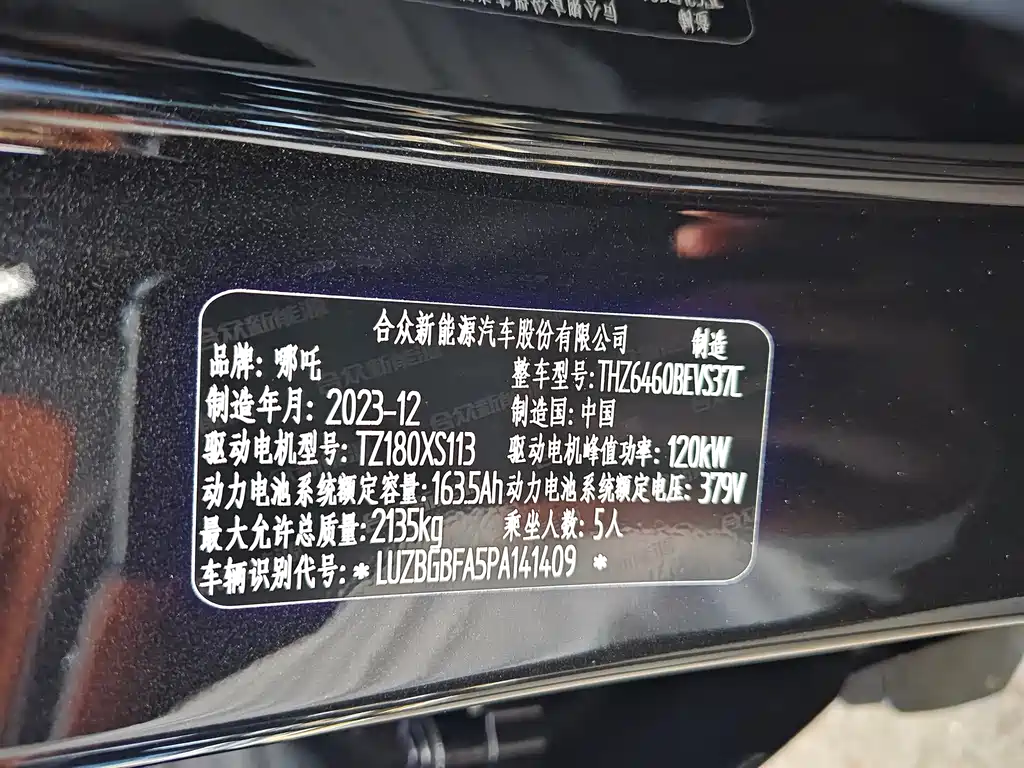 合众新能源汽车股份有限公司 制造
品牌: 哪吒 整车型号:THZ6460BEVS37C
制造年月: 2023-12 制造国: 中国
驱动电机型号: TZ180XS113 驱动电机峰值功率: 120kW
动力电池系统额定容量:163.5Ah 动力电池系统额定电压: 379V
最大允许总质量: 2135kg 乘坐人数: 5人
车辆识别代号: * LUZBGBFA5PA141409 *